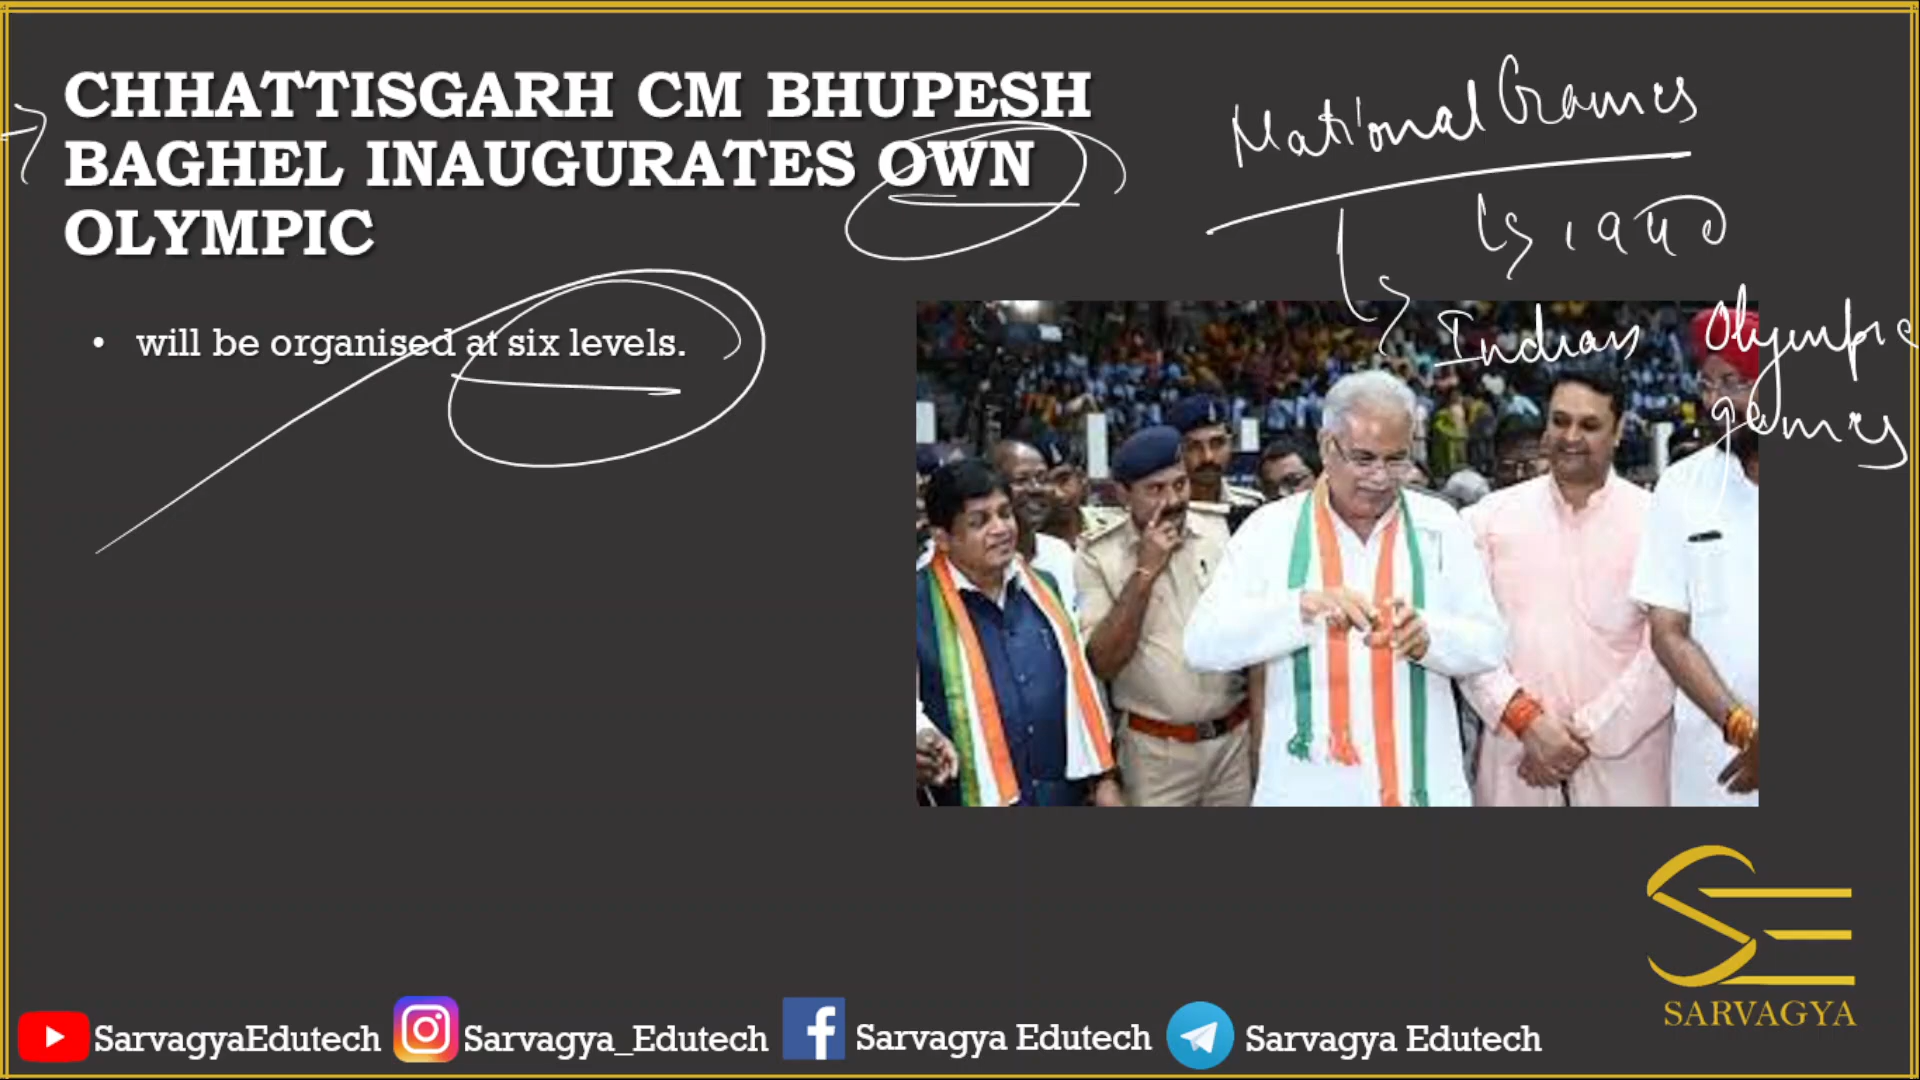 CHHATTISGARH CM BHUPESH
BAGHEL INAUGURATES OWN
OLYMPIC
• will be organised at six levels.
National Games
1940
Indian Olympic
games
SARVAGYA
SarvagyaEdutech
Sarvagya_Edutech
Sarvagya Edutech
Sarvagya Edutech